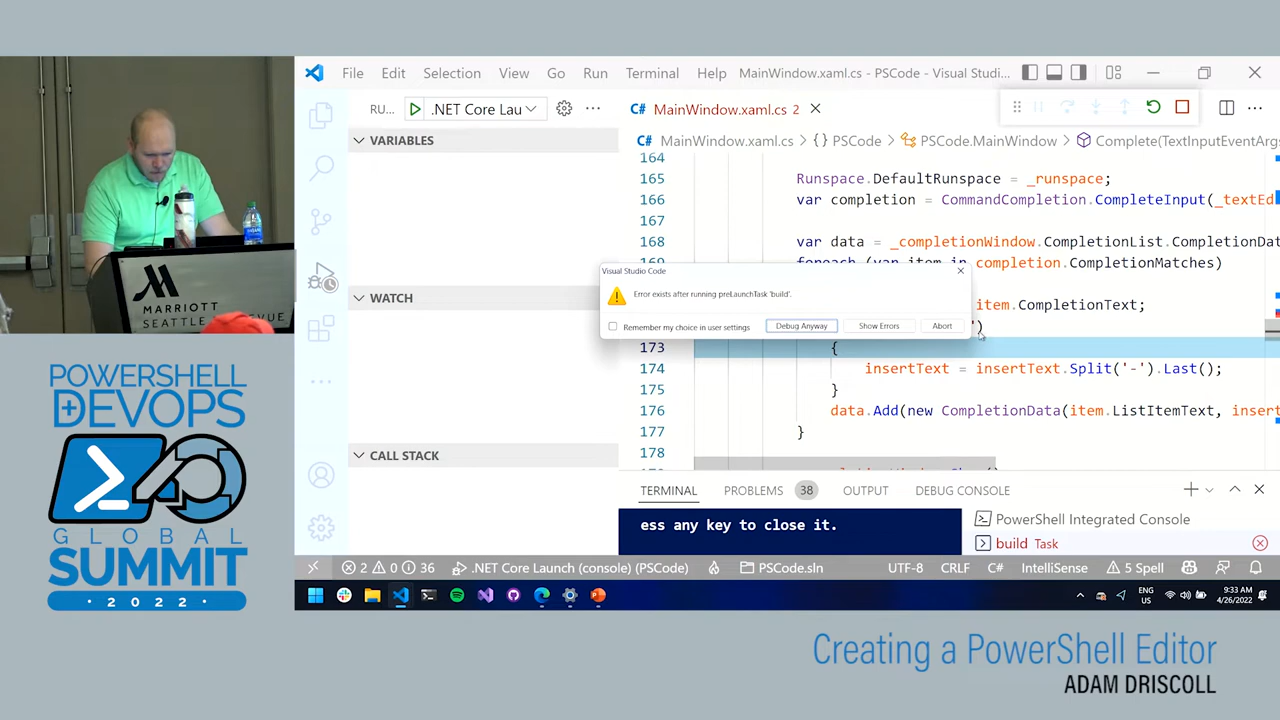 File Edit Selection View Go Run Terminal Help MainWindow.xaml.cs - PSCode - Visual Studi...
RU... .NET Core Lau
MainWindow.xaml.cs 2
MainWindow.xaml.cs > { } PSCode > PSCode.MainWindow > Complete(TextInputEventArgs
VARIABLES
WATCH
CALL STACK
164
165 Runspace.DefaultRunspace = _runspace;
166 var completion = CommandCompletion.CompleteInput(_textEd
167
168 var data = _completionWindow.CompletionList.CompletionDat
169 foreach (var item in completion.CompletionMatches)
item.CompletionText;
')
173 {
174 insertText = insertText.Split('-').Last();
175 }
176 data.Add(new CompletionData(item.ListItemText, insert
177 }
178
Visual Studio Code
Error exists after running preLaunchTask 'build'.
Remember my choice in user settings
Debug Anyway
Show Errors
Abort
TERMINAL PROBLEMS 38 OUTPUT DEBUG CONSOLE
ess any key to close it.
PowerShell Integrated Console
build Task
2 0 36 .NET Core Launch (console) (PSCode) PSCode.sln UTF-8 CRLF C# IntelliSense 5 Spell
ENG
US
9:33 AM
4/26/2022
MARRIOTT
POWERSHELL
+DEVOPS
GLOBAL
SUMMIT
· 2022 ·
Creating a PowerShell Editor
ADAM DRISCOLL